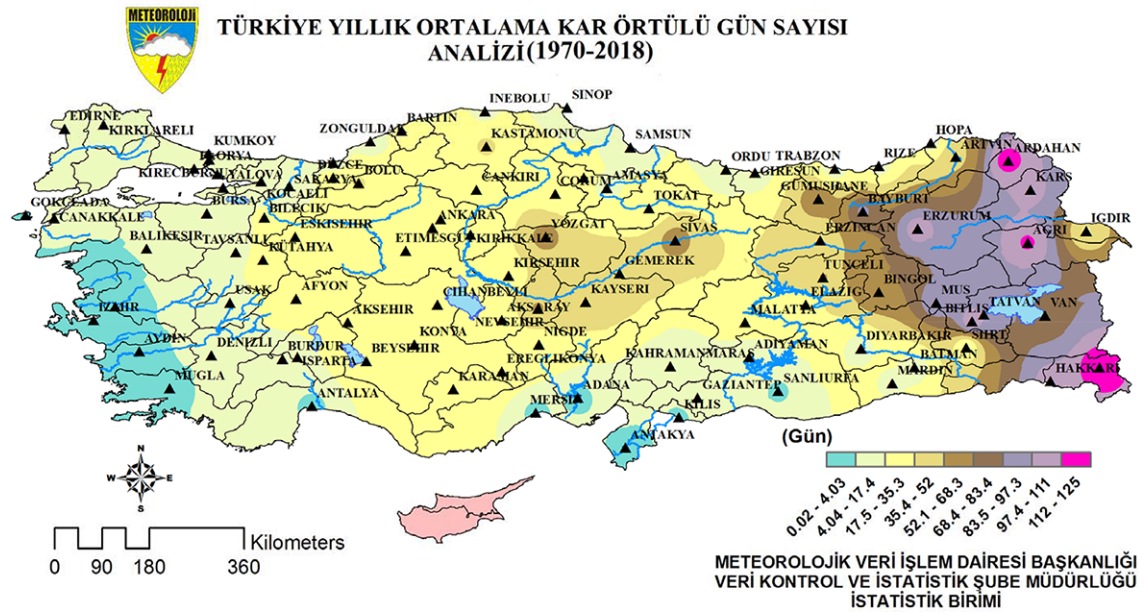 METEOROLOJİ
TÜRKİYE YILLIK ORTALAMA KAR ÖRTÜLÜ GÜN SAYISI
ANALİZİ(1970-2018)
EDIRNE
KIRKLARELI
KUMKOY
ZONGULDAK
BARTIN
INEBOLU
SINOP
KASTAMONU
SAMSUN
ORDU
TRABZON
GIRESUN
RIZE
HOPA
ARTVIN
ARDAHAN
KARS
YALOVA
KOCAELI
SAKARYA
BOLU
CANKIRI
CORUM
AMASYA
TOKAT
GUMUSHANE
BAYBURT
ERZURUM
AGRI
IGDIR
GOKCEADA
CANAKKALE
BURSA
BILECIK
ESKISEHIR
ANKARA
ETIMESGUT
KIRIKKALE
YOZGAT
SIVAS
ERZINCAN
BALIKESIR
TAVSANLI
KUTAHYA
KIRSEHIR
GEMEREK
TUNCELI
BINGOL
MUS
BITLIS
TATVAN
VAN
IZMIR
USAK
AFYON
AKSEHIR
CIHANBEYLI
AKSARAY
NEVSEHIR
KAYSERI
MALATYA
ELAZIG
AYDIN
DENIZLI
BURDUR
ISPARTA
BEYSEHIR
KONYA
NIGDE
EREGLIKONYA
KAHRAMANMARAS
ADIYAMAN
DIYARBAKIR
BATMAN
SIIRT
HAKKARI
MUGLA
ANTALYA
KARAMAN
MERSIN
ADANA
GAZIANTEP
SANLIURFA
MARDIN
KILIS
ANTAKYA
(Gün)
0.02 - 4.03
4.04 - 17.4
17.5 - 35.3
35.4 - 52
52.1 - 68.3
68.4 - 83.4
83.5 - 97.3
97.4 - 111
112 - 125
N
W
E
S
Kilometers
0 90 180 360
METEOROLOJİK VERİ İŞLEM DAİRESİ BAŞKANLIĞI
VERİ KONTROL VE İSTATİSTİK ŞUBE MÜDÜRLÜĞÜ
İSTATİSTİK BİRİMİ